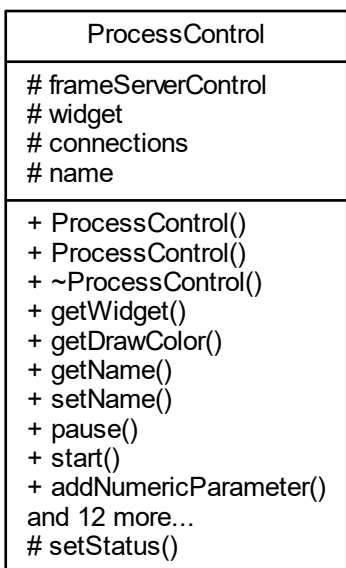 ProcessControl
# frameServerControl
# widget
# connections
# name
+ ProcessControl()
+ ProcessControl()
+ ~ProcessControl()
+ getWidget()
+ getDrawColor()
+ getName()
+ setName()
+ pause()
+ start()
+ addNumericParameter()
and 12 more...
# setStatus()